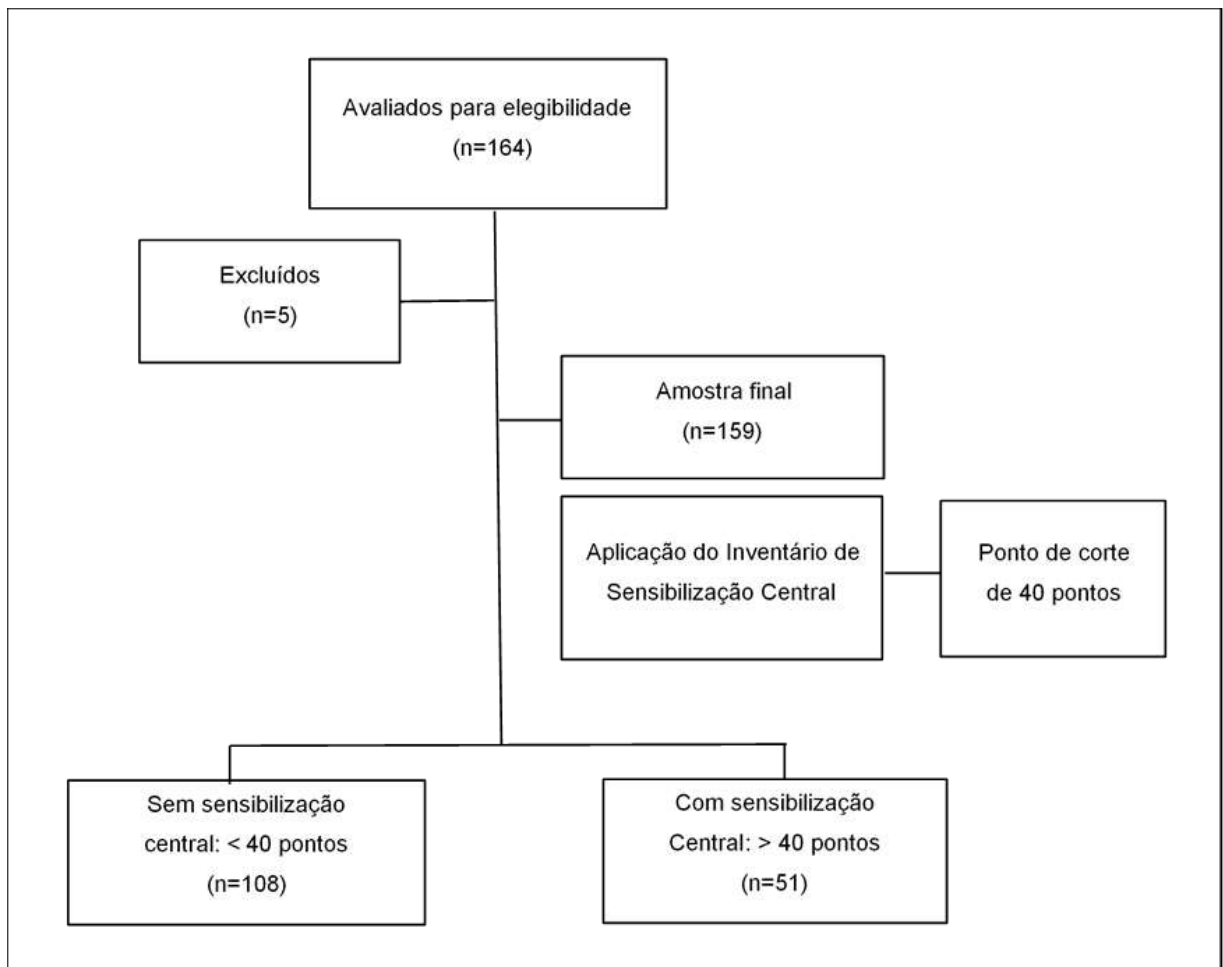 Avaliados para elegibilidade
(n=164)
Excluídos
(n=5)
Amostra final
(n=159)
Aplicação do Inventário de
Sensibilização Central
Ponto de corte
de 40 pontos
Sem sensibilização
central: < 40 pontos
(n=108)
Com sensibilização
Central: > 40 pontos
(n=51)